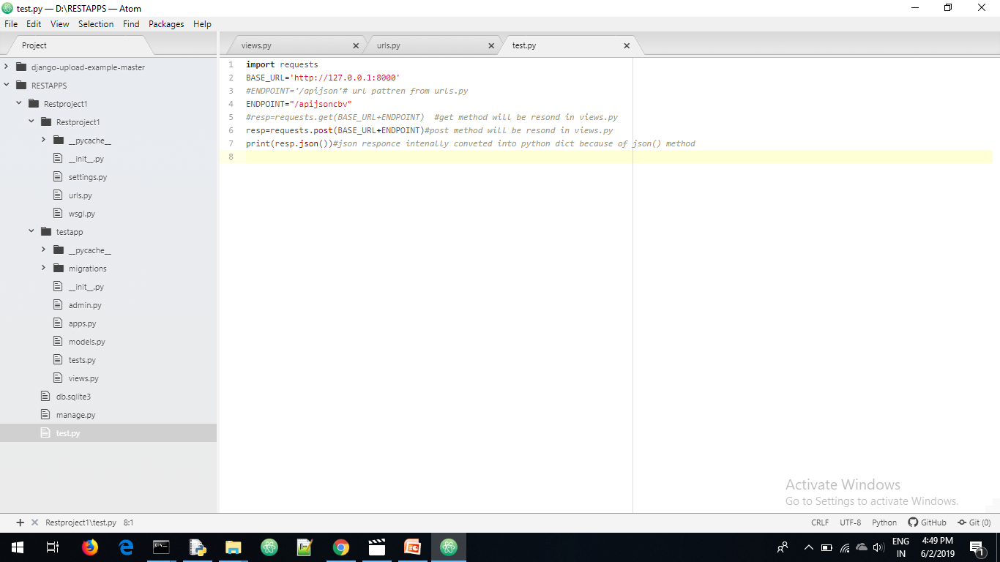 test.py — D:\RESTAPPS — Atom
File Edit View Selection Find Packages Help
Project
views.py
urls.py
test.py
django-upload-example-master
RESTAPPS
Restproject1
Restproject1
__pycache__
__init__.py
settings.py
urls.py
wsgi.py
testapp
__pycache__
migrations
__init__.py
admin.py
apps.py
models.py
tests.py
views.py
db.sqlite3
manage.py
test.py
1 import requests
2 BASE_URL='http://127.0.0.1:8000'
3 #ENDPOINT='/apijson'# url pattren from urls.py
4 ENDPOINT="/apijsoncbv"
5 #resp=requests.get(BASE_URL+ENDPOINT)  #get method will be resond in views.py
6 resp=requests.post(BASE_URL+ENDPOINT)#post method will be resond in views.py
7 print(resp.json())#json responce intenally conveted into python dict because of json() method
8
Activate Windows
Go to Settings to activate Windows.
Restproject1\test.py 8:1
CRLF UTF-8 Python GitHub Git (0)
ENG
IN
4:49 PM
6/2/2019
1